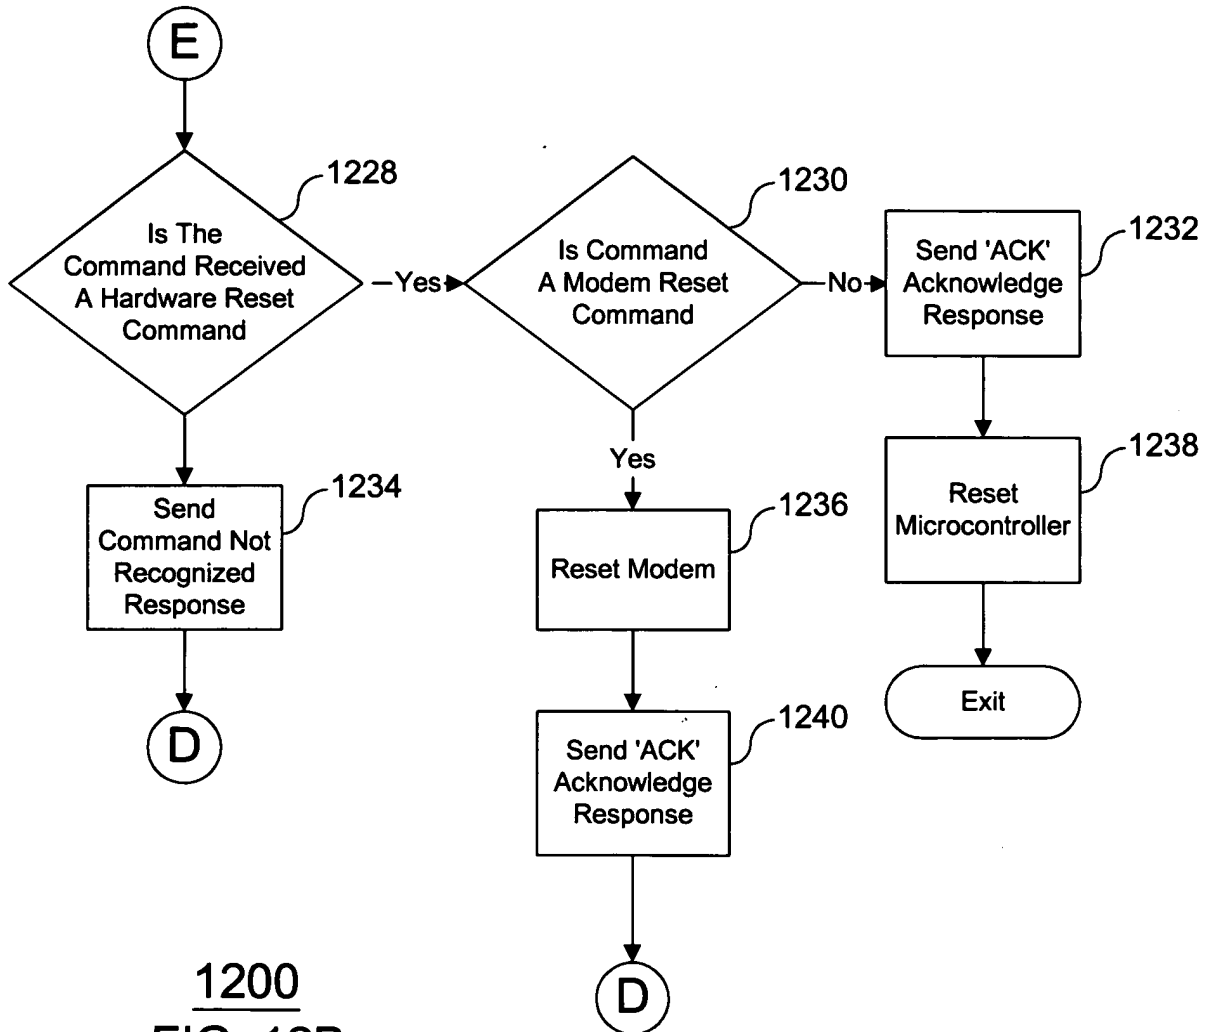 E
1228
Is The
Command Received
A Hardware Reset
Command
Yes
1230
Is Command
A Modem Reset
Command
No
1232
Send 'ACK'
Acknowledge
Response
1234
Send
Command Not
Recognized
Response
D
Yes
1236
Reset Modem
1238
Reset
Microcontroller
Exit
1240
Send 'ACK'
Acknowledge
Response
D
1200